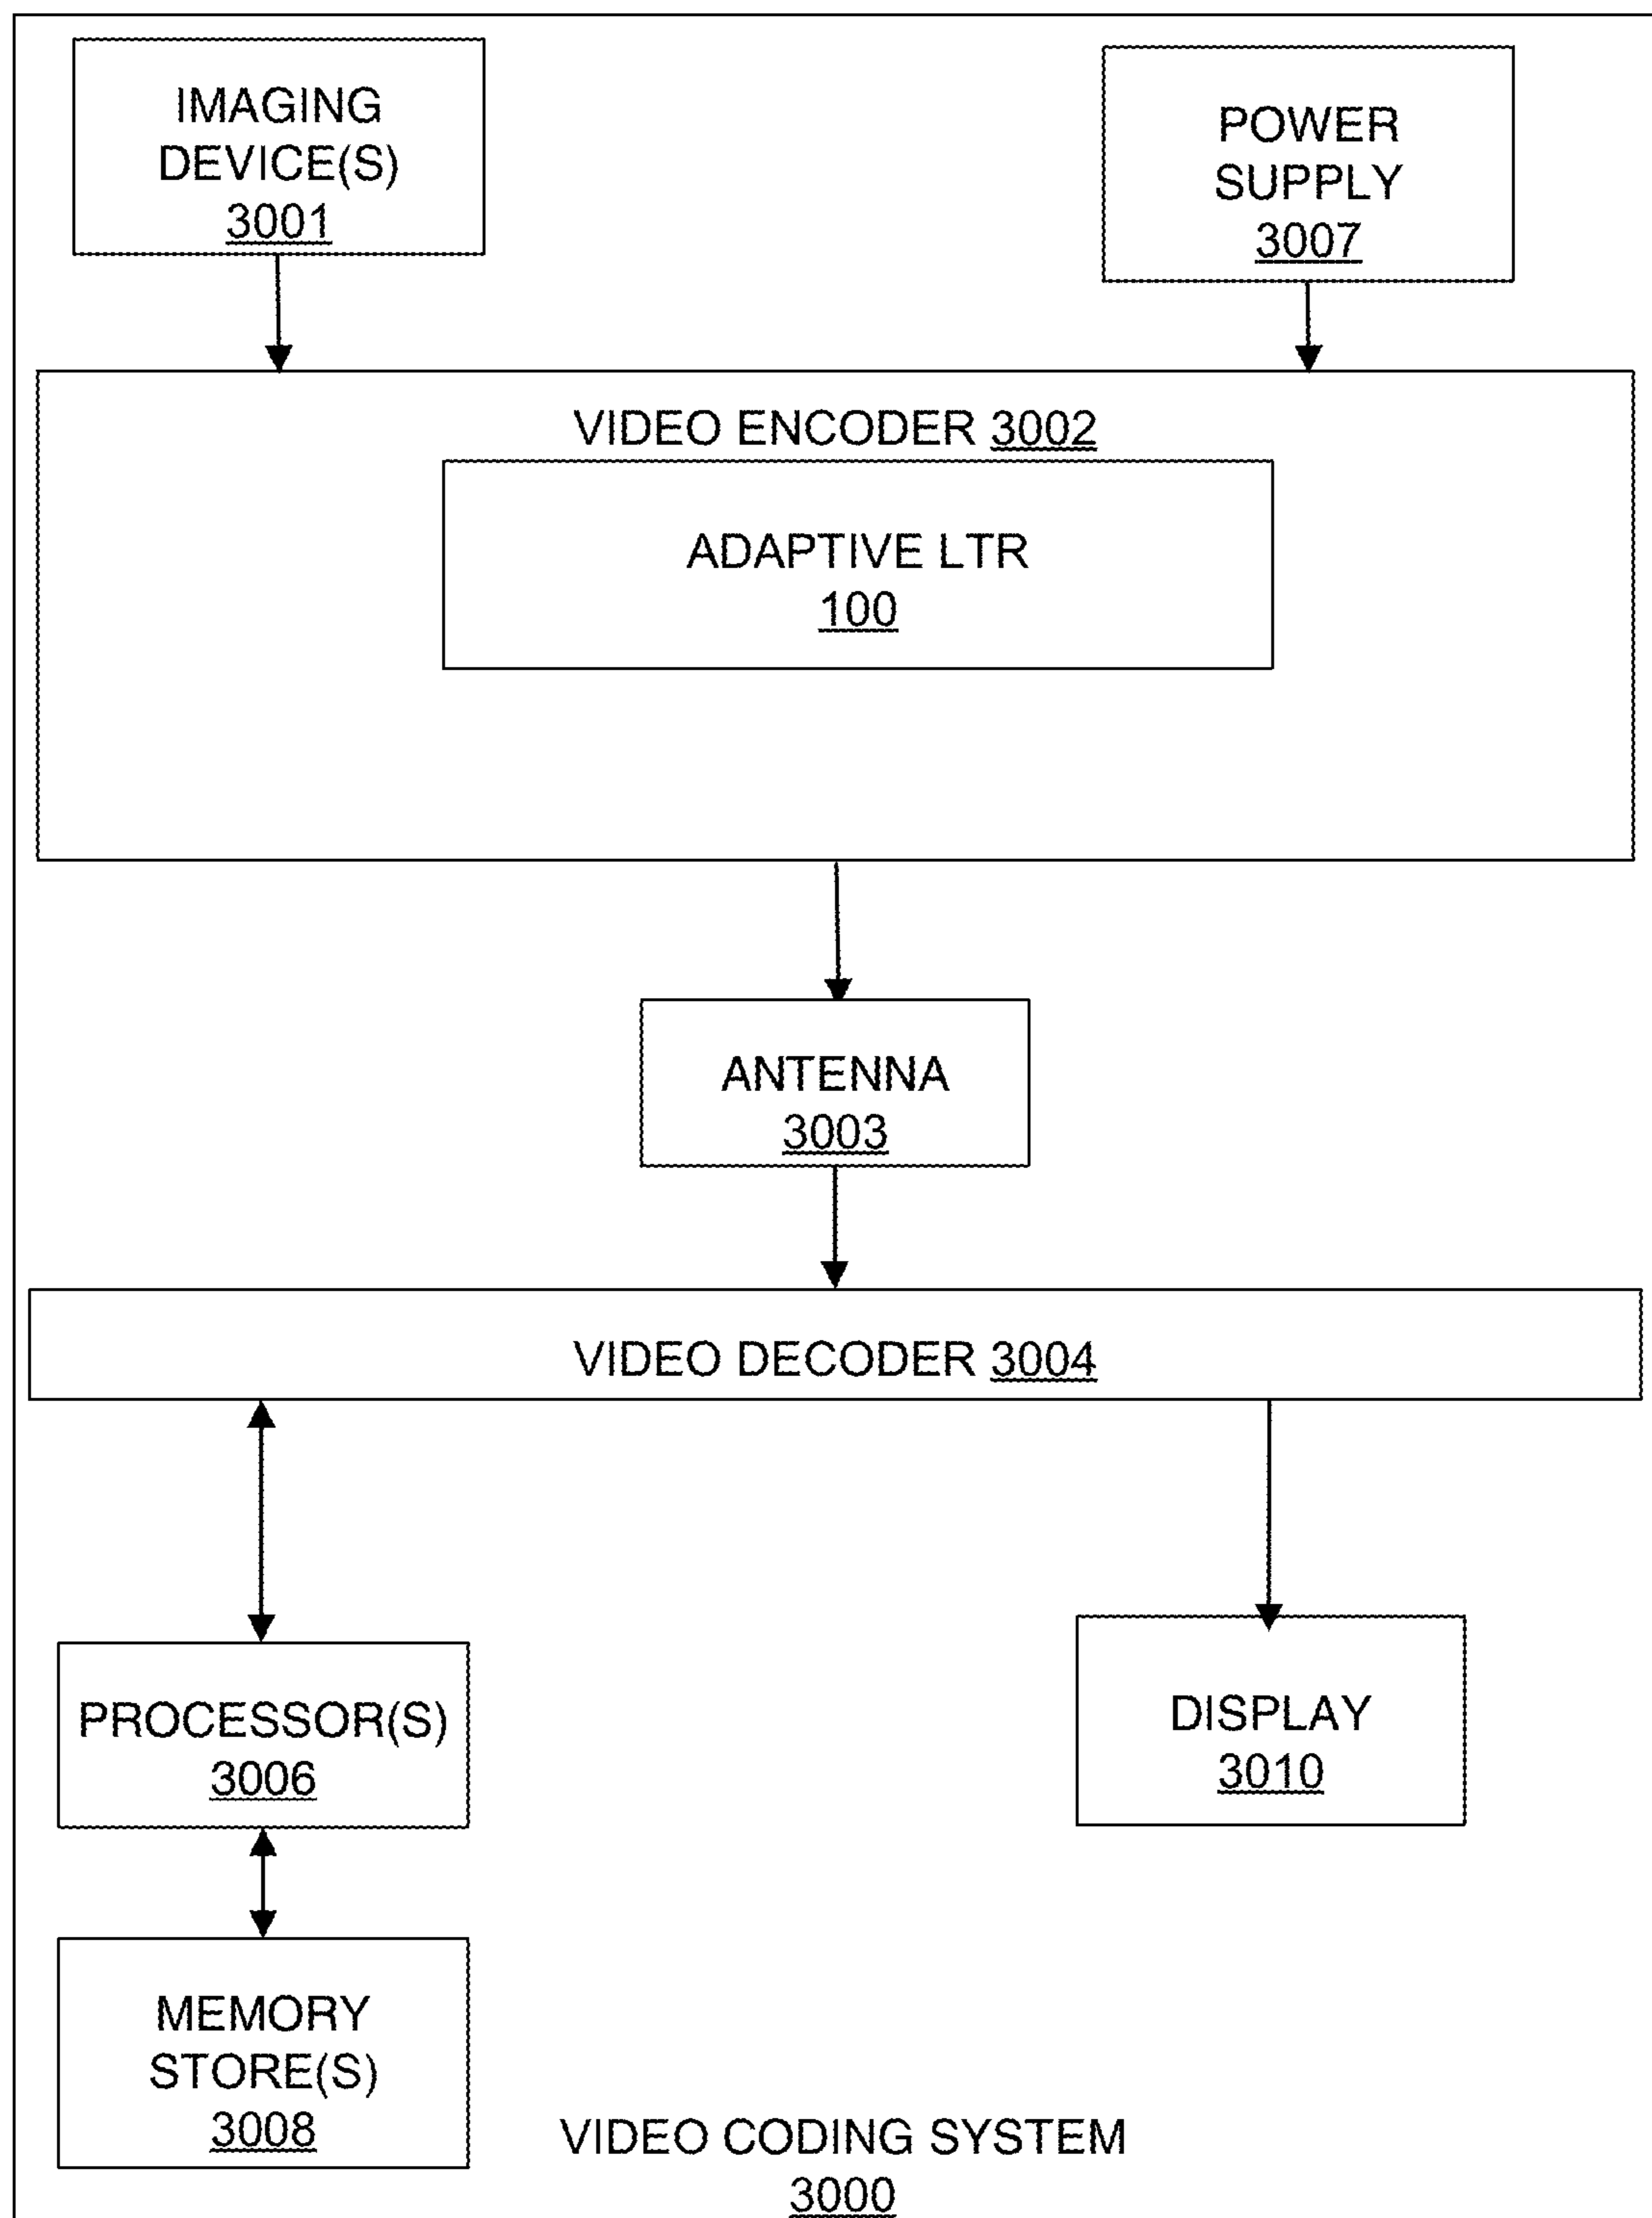 IMAGING
DEVICE(S)
3001
POWER
SUPPLY
3007
VIDEO ENCODER 3002
ADAPTIVE LTR
100
ANTENNA
3003
VIDEO DECODER 3004
PROCESSOR(S)
3006
DISPLAY
3010
MEMORY
STORE(S)
3008
VIDEO CODING SYSTEM
3000